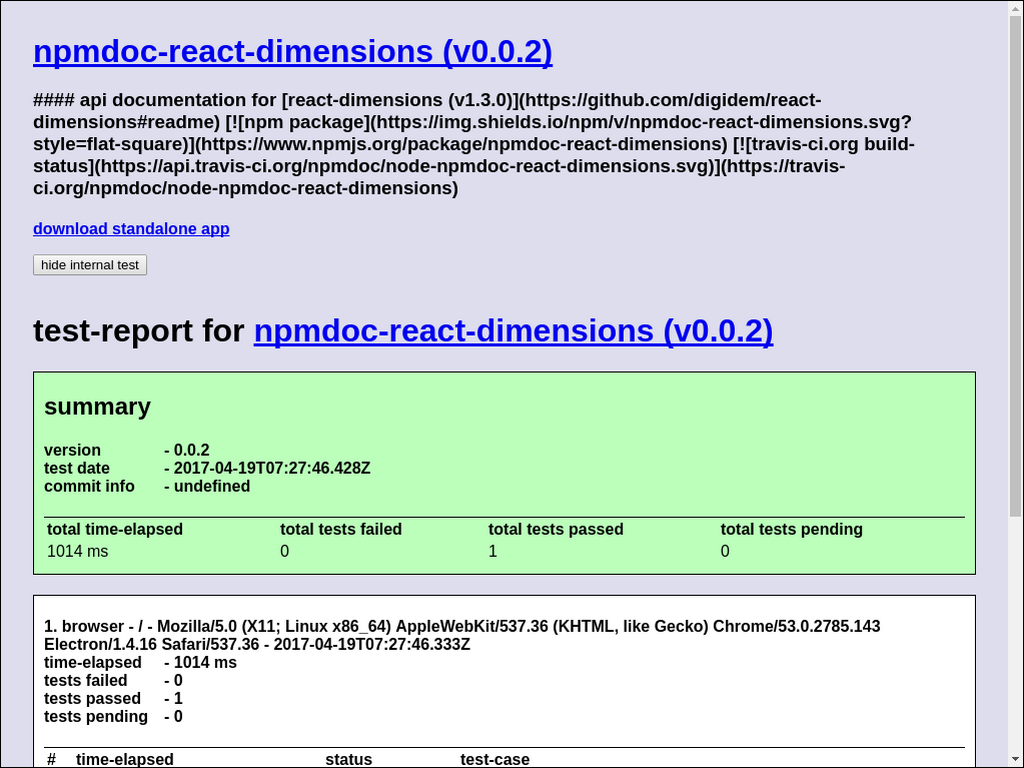 npmdoc-react-dimensions (v0.0.2)
#### api documentation for [react-dimensions (v1.3.0)](https://github.com/digidem/react-
dimensions#readme) [![npm package](https://img.shields.io/npm/v/npmdoc-react-dimensions.svg?
style=flat-square)](https://www.npmjs.org/package/npmdoc-react-dimensions) [![travis-ci.org build-
status](https://api.travis-ci.org/npmdoc/node-npmdoc-react-dimensions.svg)](https://travis-
ci.org/npmdoc/node-npmdoc-react-dimensions)
download standalone app
hide internal test
test-report for npmdoc-react-dimensions (v0.0.2)
summary
version - 0.0.2
test date - 2017-04-19T07:27:46.428Z
commit info - undefined
total time-elapsed total tests failed total tests passed total tests pending
1014 ms 0 1 0
1. browser - / - Mozilla/5.0 (X11; Linux x86_64) AppleWebKit/537.36 (KHTML, like Gecko) Chrome/53.0.2785.143
Electron/1.4.16 Safari/537.36 - 2017-04-19T07:27:46.333Z
time-elapsed - 1014 ms
tests failed - 0
tests passed - 1
tests pending - 0
# time-elapsed status test-case